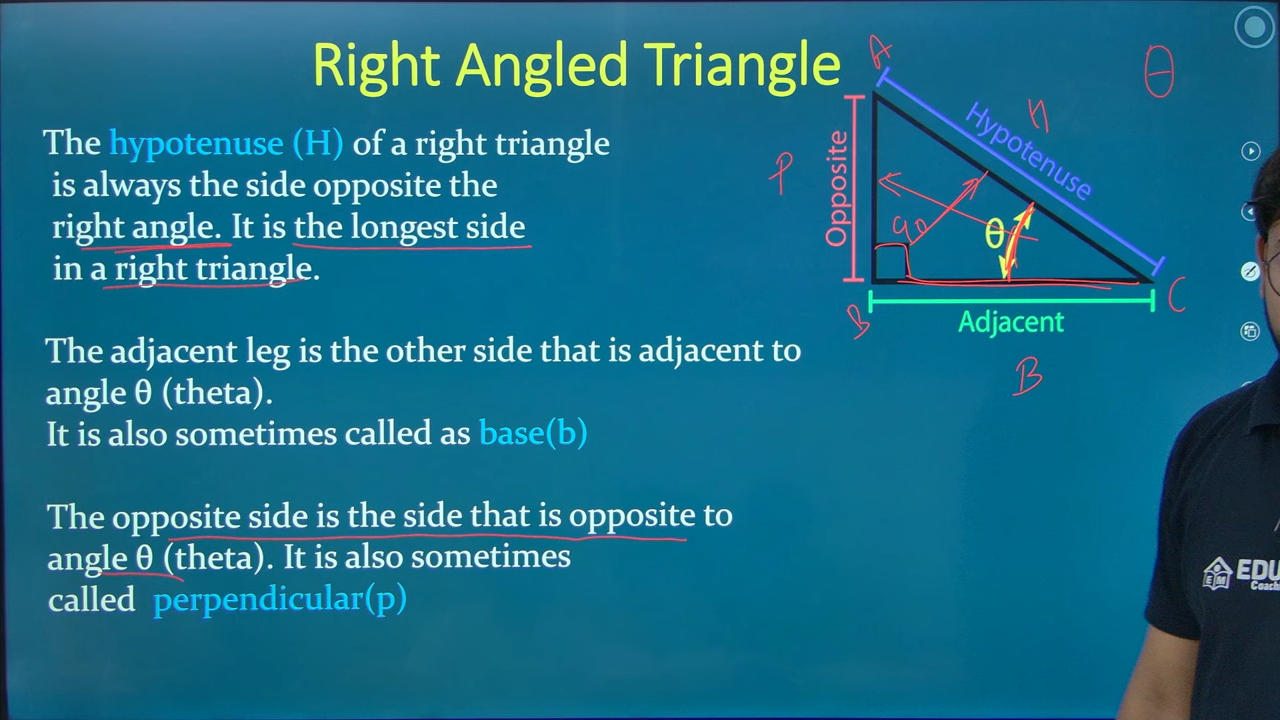 Right Angled Triangle
The hypotenuse (H) of a right triangle
is always the side opposite the
right angle. It is the longest side
in a right triangle.
The adjacent leg is the other side that is adjacent to
angle θ (theta).
It is also sometimes called as base(b)
The opposite side is the side that is opposite to
angle θ (theta). It is also sometimes
called perpendicular(p)
A
θ
H
Hypotenuse
P
Opposite
90
θ
B
C
Adjacent
B
EDU
Coachi
EM